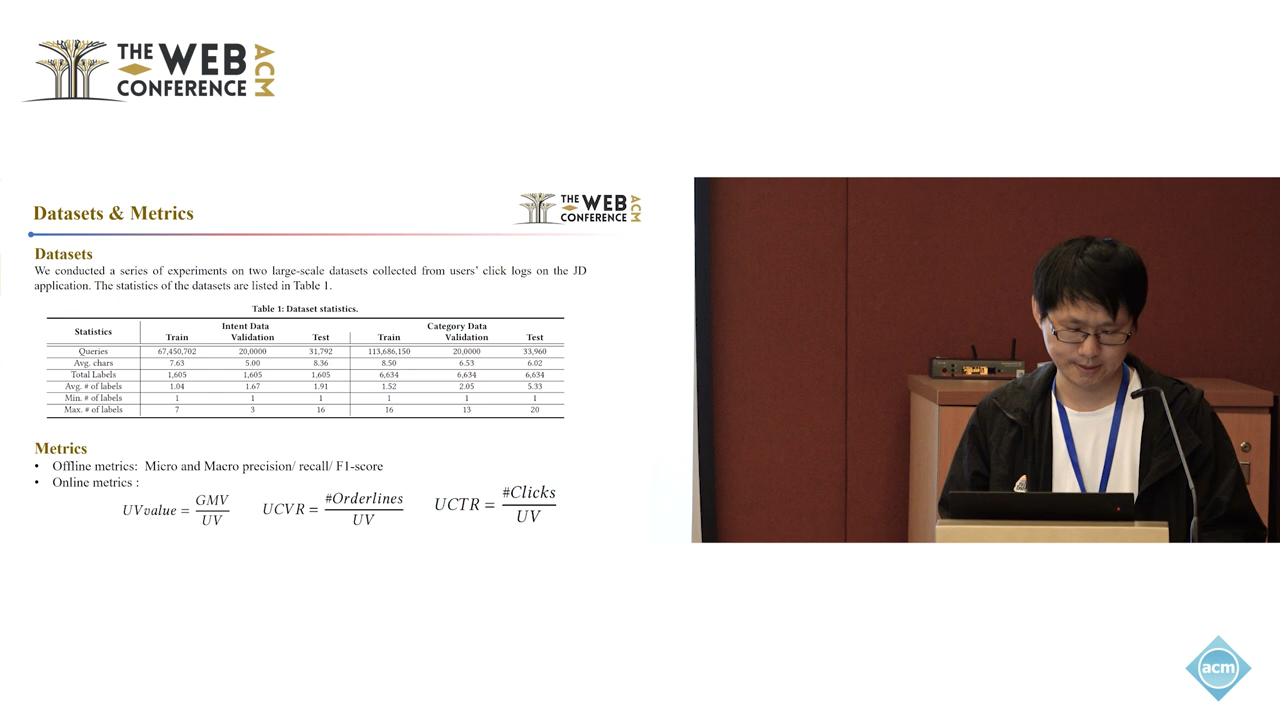 THE WEB CONFERENCE ACM
Datasets & Metrics
THE WEB CONFERENCE ACM
Datasets
We conducted a series of experiments on two large-scale datasets collected from users' click logs on the JD
application. The statistics of the datasets are listed in Table 1.
Table 1: Dataset statistics.
Statistics Intent Data Category Data
Train Validation Test Train Validation Test
Queries 67,450,702 20,0000 31,792 113,686,150 20,0000 33,960
Avg. chars 7.63 5.00 8.36 8.50 6.53 6.02
Total Labels 1,605 1,605 1,605 6,634 6,634 6,634
Avg. # of labels 1.04 1.67 1.91 1.52 2.05 5.33
Min. # of labels 1 1 1 1 1 1
Max. # of labels 7 3 16 16 13 20
Metrics
• Offline metrics: Micro and Macro precision/ recall/ F1-score
• Online metrics :
UVvalue = GMV / UV UCVR = #Orderlines / UV UCTR = #Clicks / UV
acm